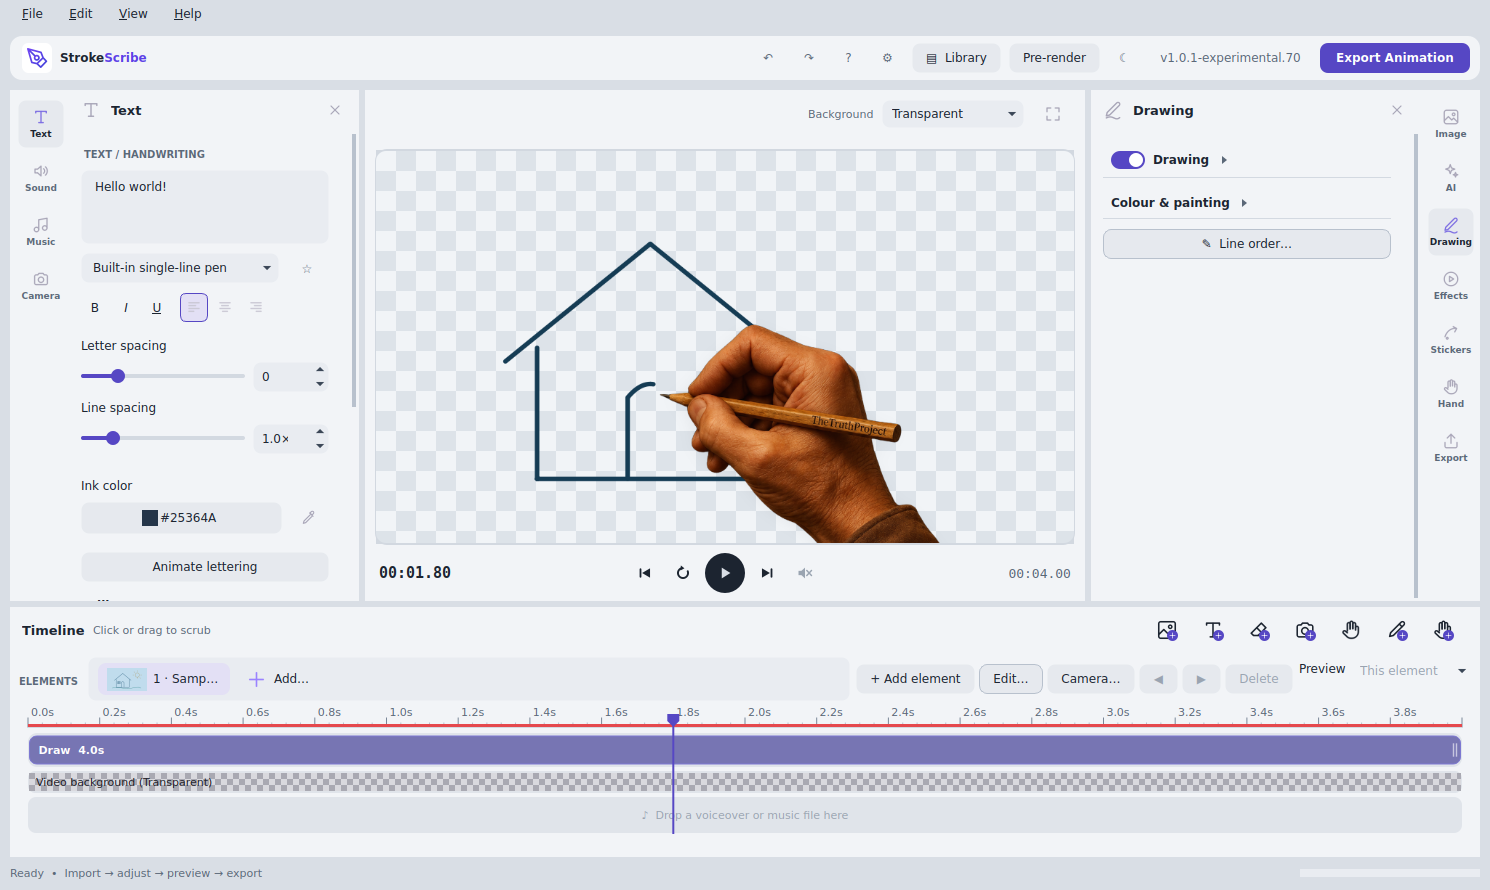 File Edit View Help
StrokeScribe
? Library Pre-render v1.0.1-experimental.70 Export Animation
Text
Sound
Music
Camera
Text
TEXT / HANDWRITING
Hello world!
Built-in single-line pen
B I U
Letter spacing
0
Line spacing
1.0×
Ink color
#25364A
Animate lettering
Background Transparent
TheTruthProject
00:01.80
00:04.00
Drawing
Drawing
Colour & painting
Line order...
Image
AI
Drawing
Effects
Stickers
Hand
Export
Timeline Click or drag to scrub
ELEMENTS 1 · Samp... Add... + Add element Edit... Camera... Delete Preview This element
0.0s 0.2s 0.4s 0.6s 0.8s 1.0s 1.2s 1.4s 1.6s 1.8s 2.0s 2.2s 2.4s 2.6s 2.8s 3.0s 3.2s 3.4s 3.6s 3.8s
Draw 4.0s
Video background (Transparent)
♪ Drop a voiceover or music file here
Ready • Import → adjust → preview → export